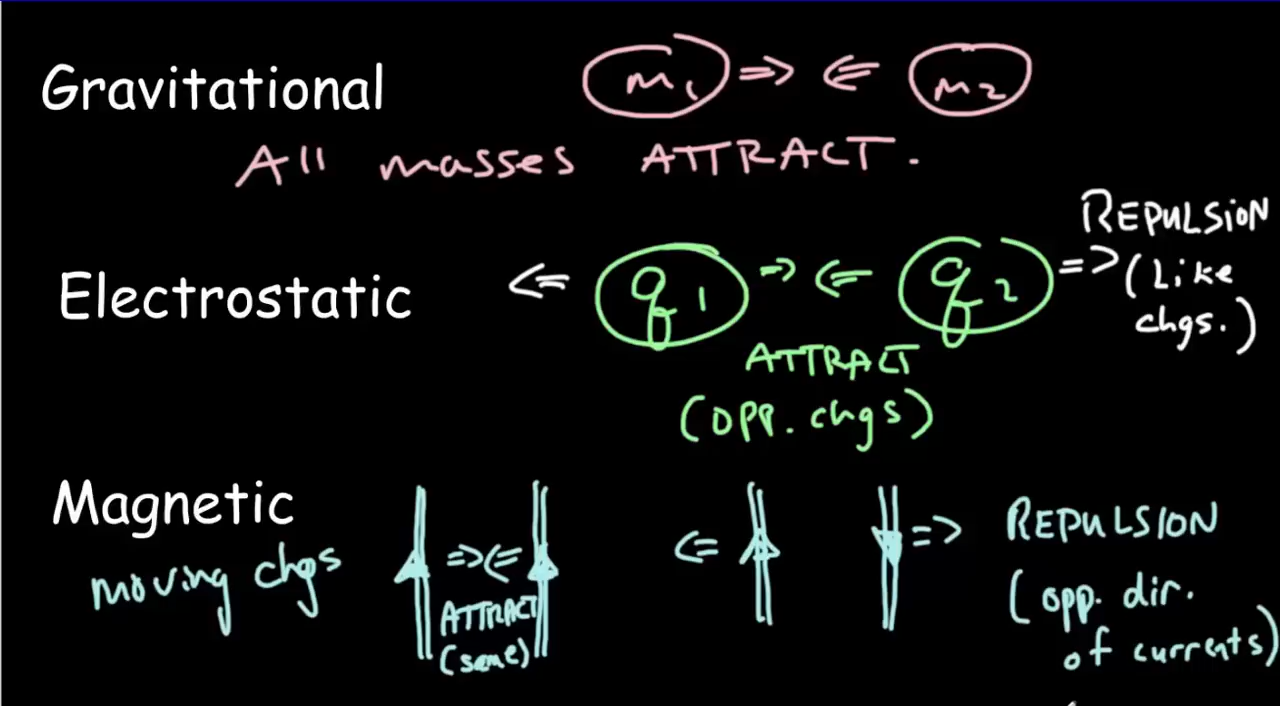 Gravitational m1 => <= m2
All masses ATTRACT.
REPULSION
Electrostatic <= q1 => <= q2 => (Like
chgs.)
ATTRACT
(opp. chgs)
Magnetic
moving chgs => <= <= => REPULSION
ATTRACT
(same)
(opp. dir.
of currents)